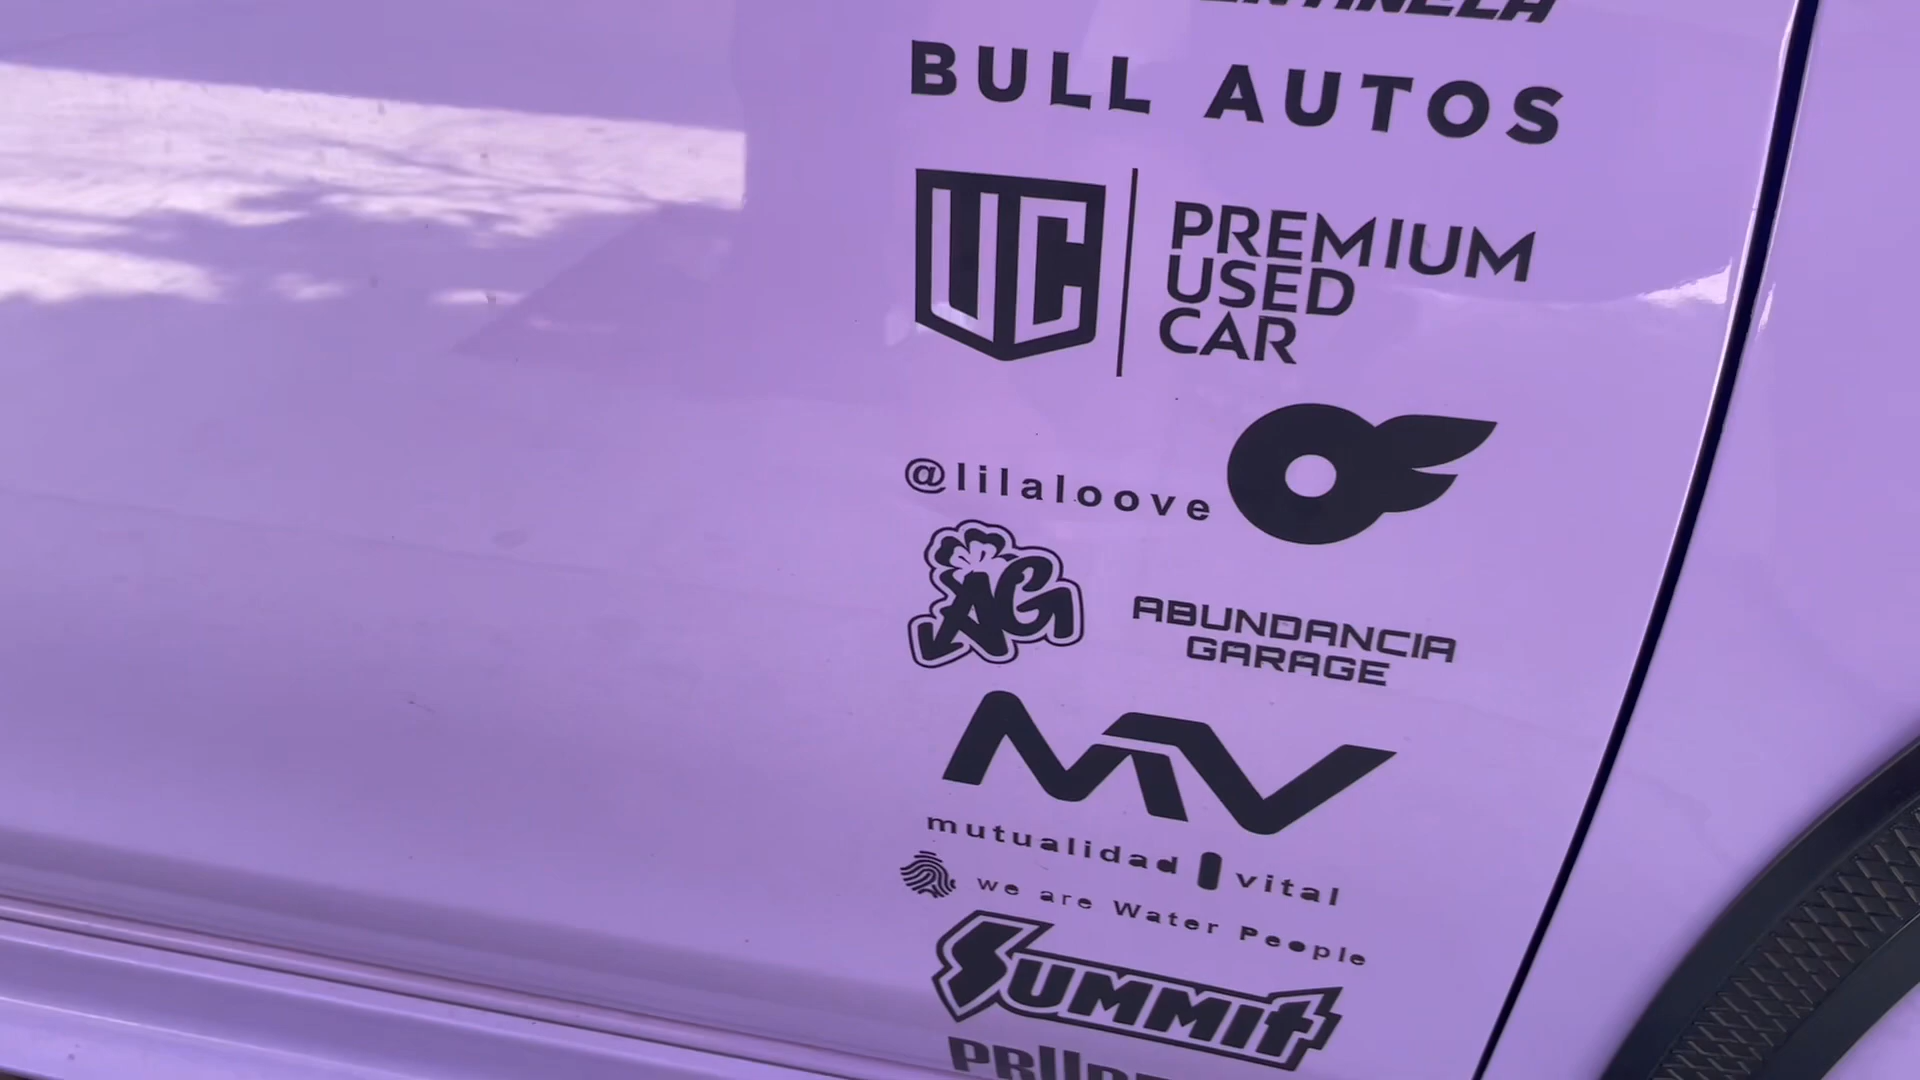 BULL AUTOS
UC
PREMIUM
USED
CAR
@lilaloove
AG
ABUNDANCIA
GARAGE
MV
mutualidad vital
we are Water People
SUMMIT